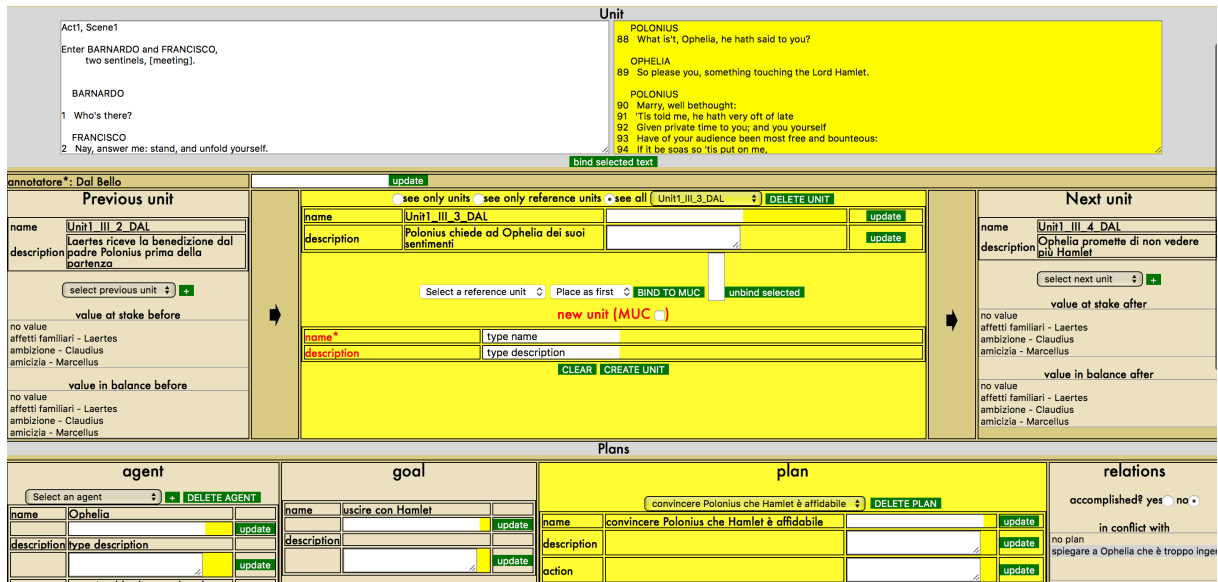 Unit
Act1, Scene1
Enter BARNARDO and FRANCISCO,
two sentinels, [meeting].
BARNARDO
1 Who's there?
FRANCISCO
2 Nay, answer me: stand, and unfold yourself.
POLONIUS
88 What is't, Ophelia, he hath said to you?
OPHELIA
89 So please you, something touching the Lord Hamlet.
POLONIUS
90 Marry, well bethought:
91 'Tis told me, he hath very oft of late
92 Given private time to you; and you yourself
93 Have of your audience been most free and bounteous:
94 If it be soas so 'tis put on me,
bind selected text
annotatore*: Dal Bello
update
Previous unit
name
Unit1_III_2_DAL
description
Laertes riceve la benedizione dal
padre Polonius prima della
partenza
select previous unit
+
value at stake before
no value
affetti familiari - Laertes
ambizione - Claudius
amicizia - Marcellus
value in balance before
no value
affetti familiari - Laertes
ambizione - Claudius
amicizia - Marcellus
see only units see only reference units see all Unit1_III_3_DAL DELETE UNIT
name
Unit1_III_3_DAL
update
description
Polonius chiede ad Ophelia dei suoi
sentimenti
update
Select a reference unit Place as first BIND TO MUC unbind selected
new unit (MUC )
name*
type name
description
type description
CLEAR CREATE UNIT
Next unit
name
Unit1_III_4_DAL
description
Ophelia promette di non vedere
più Hamlet
select next unit
+
value at stake after
no value
affetti familiari - Laertes
ambizione - Claudius
amicizia - Marcellus
value in balance after
no value
affetti familiari - Laertes
ambizione - Claudius
amicizia - Marcellus
Plans
agent
Select an agent + DELETE AGENT
name
Ophelia
update
description
type description
update
goal
name
uscire con Hamlet
update
description
update
plan
convincere Polonius che Hamlet è affidabile DELETE PLAN
name
convincere Polonius che Hamlet è affidabile
update
description
update
action
update
relations
accomplished? yes no
in conflict with
no plan
spiegare a Ophelia che è troppo inger